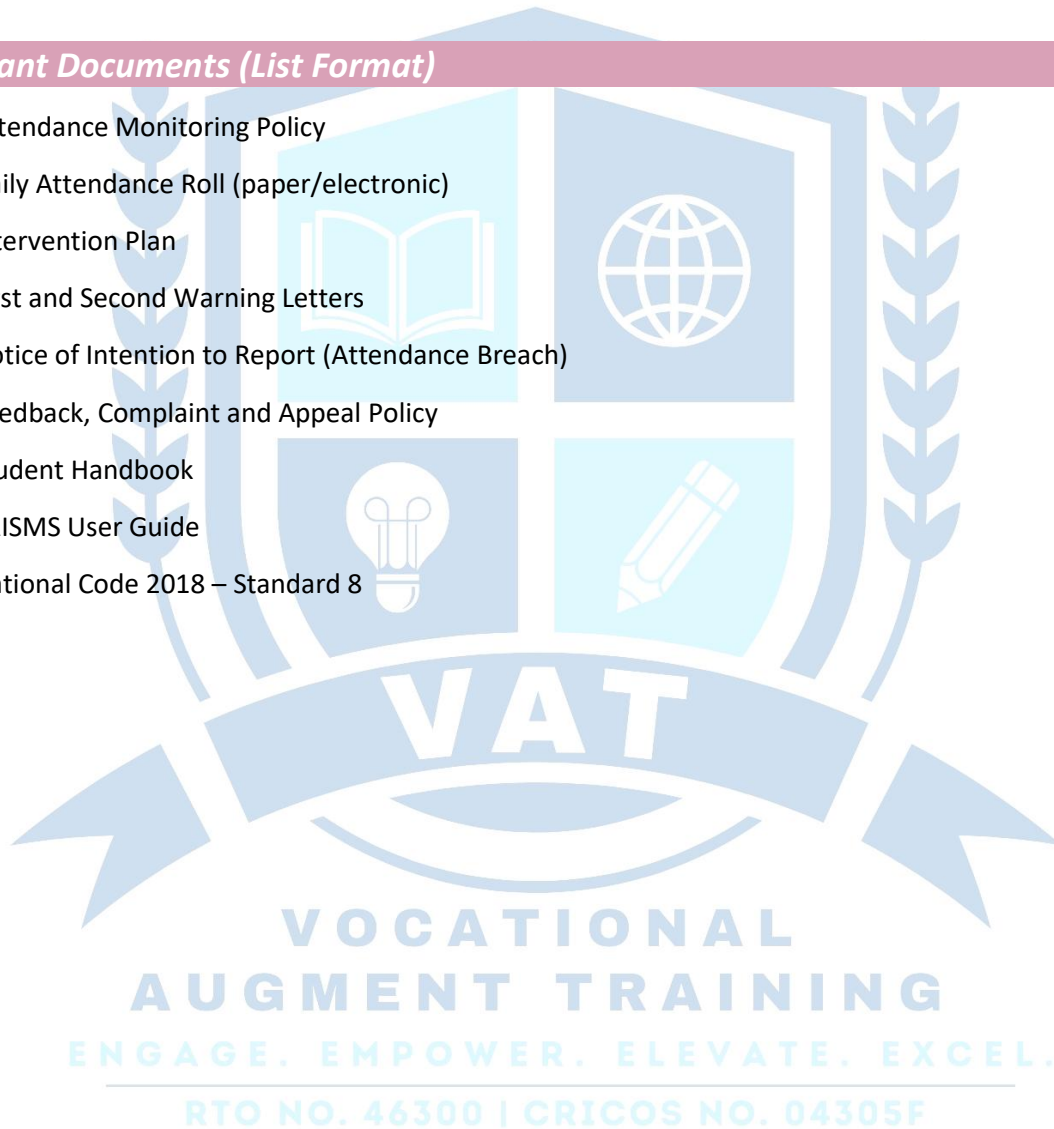 ant Documents (List Format)
tendance Monitoring Policy
ily Attendance Roll (paper/electronic)
tervention Plan
st and Second Warning Letters
tice of Intention to Report (Attendance Breach)
edback, Complaint and Appeal Policy
udent Handbook
ISMS User Guide
tional Code 2018 – Standard 8
VAT
VOCATIONAL
AUGMENT TRAINING
ENGAGE. EMPOWER. ELEVATE. EXCEL.
RTO NO. 46300 | CRICOS NO. 04305F